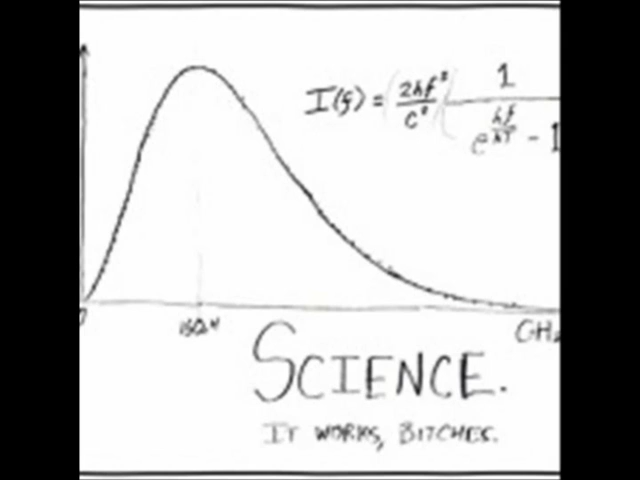 I(f) = (2hf³/c²)(1/(e^(hf/kT) - 1
GHz
SCIENCE.
IT WORKS, BITCHES.